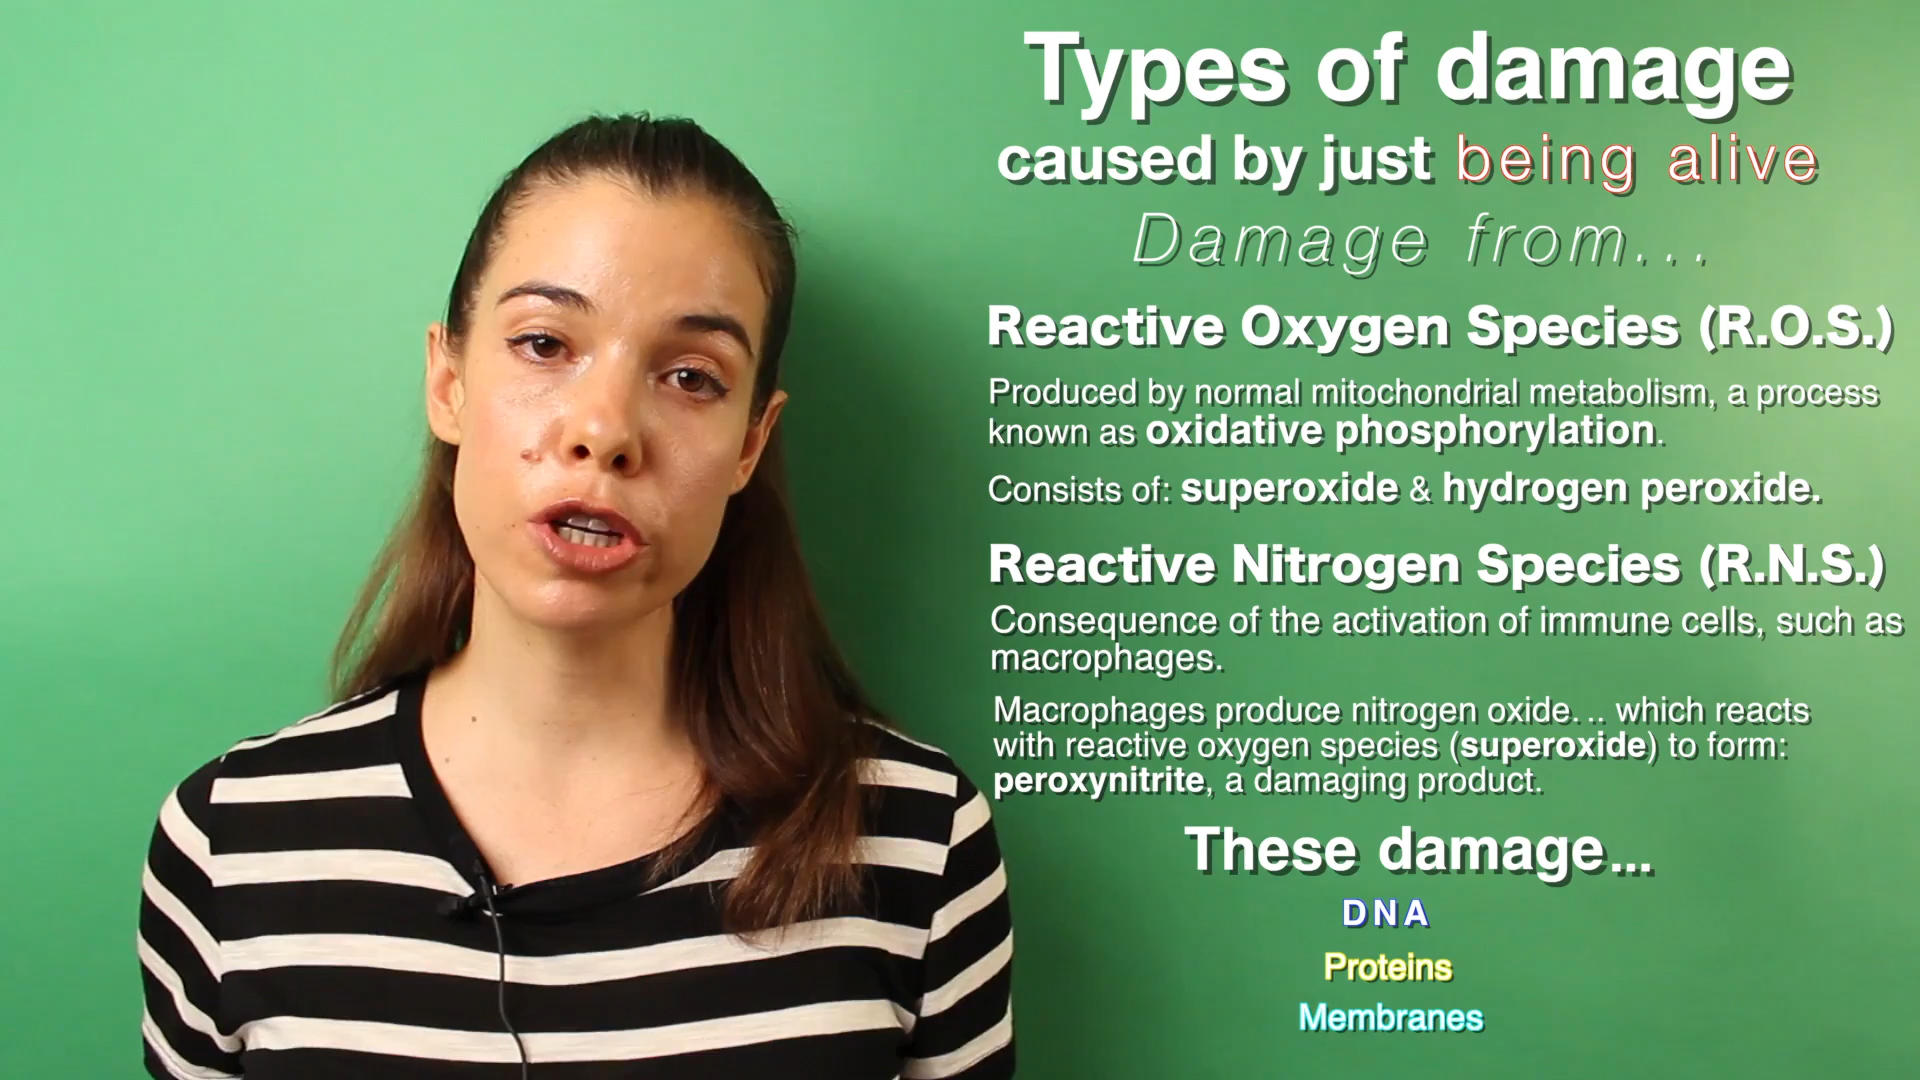 Types of damage
caused by just being alive
Damage from...
Reactive Oxygen Species (R.O.S.)
Produced by normal mitochondrial metabolism, a process
known as oxidative phosphorylation.
Consists of: superoxide & hydrogen peroxide.
Reactive Nitrogen Species (R.N.S.)
Consequence of the activation of immune cells, such as
macrophages.
Macrophages produce nitrogen oxide... which reacts
with reactive oxygen species (superoxide) to form:
peroxynitrite, a damaging product.
These damage...
DNA
Proteins
Membranes